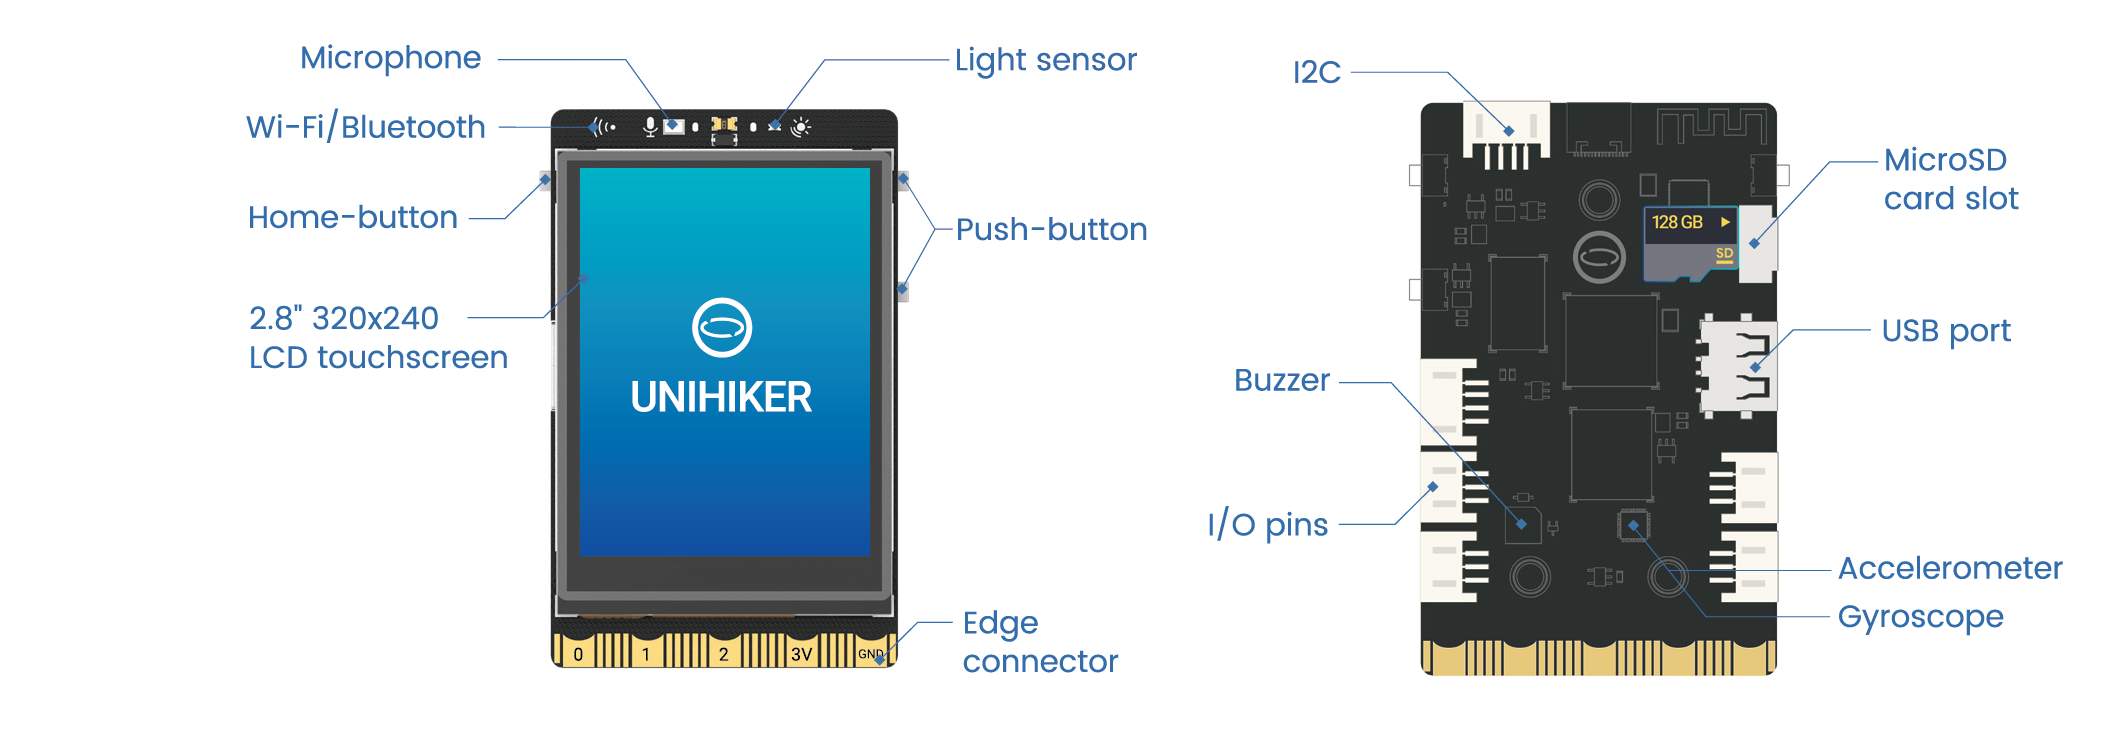 Microphone
Light sensor
Wi-Fi/Bluetooth
Home-button
Push-button
2.8" 320x240
LCD touchscreen
UNIHIKER
Edge
connector
0
1
2
3V
GND
I2C
MicroSD
card slot
128 GB
SD
USB port
Buzzer
I/O pins
Accelerometer
Gyroscope